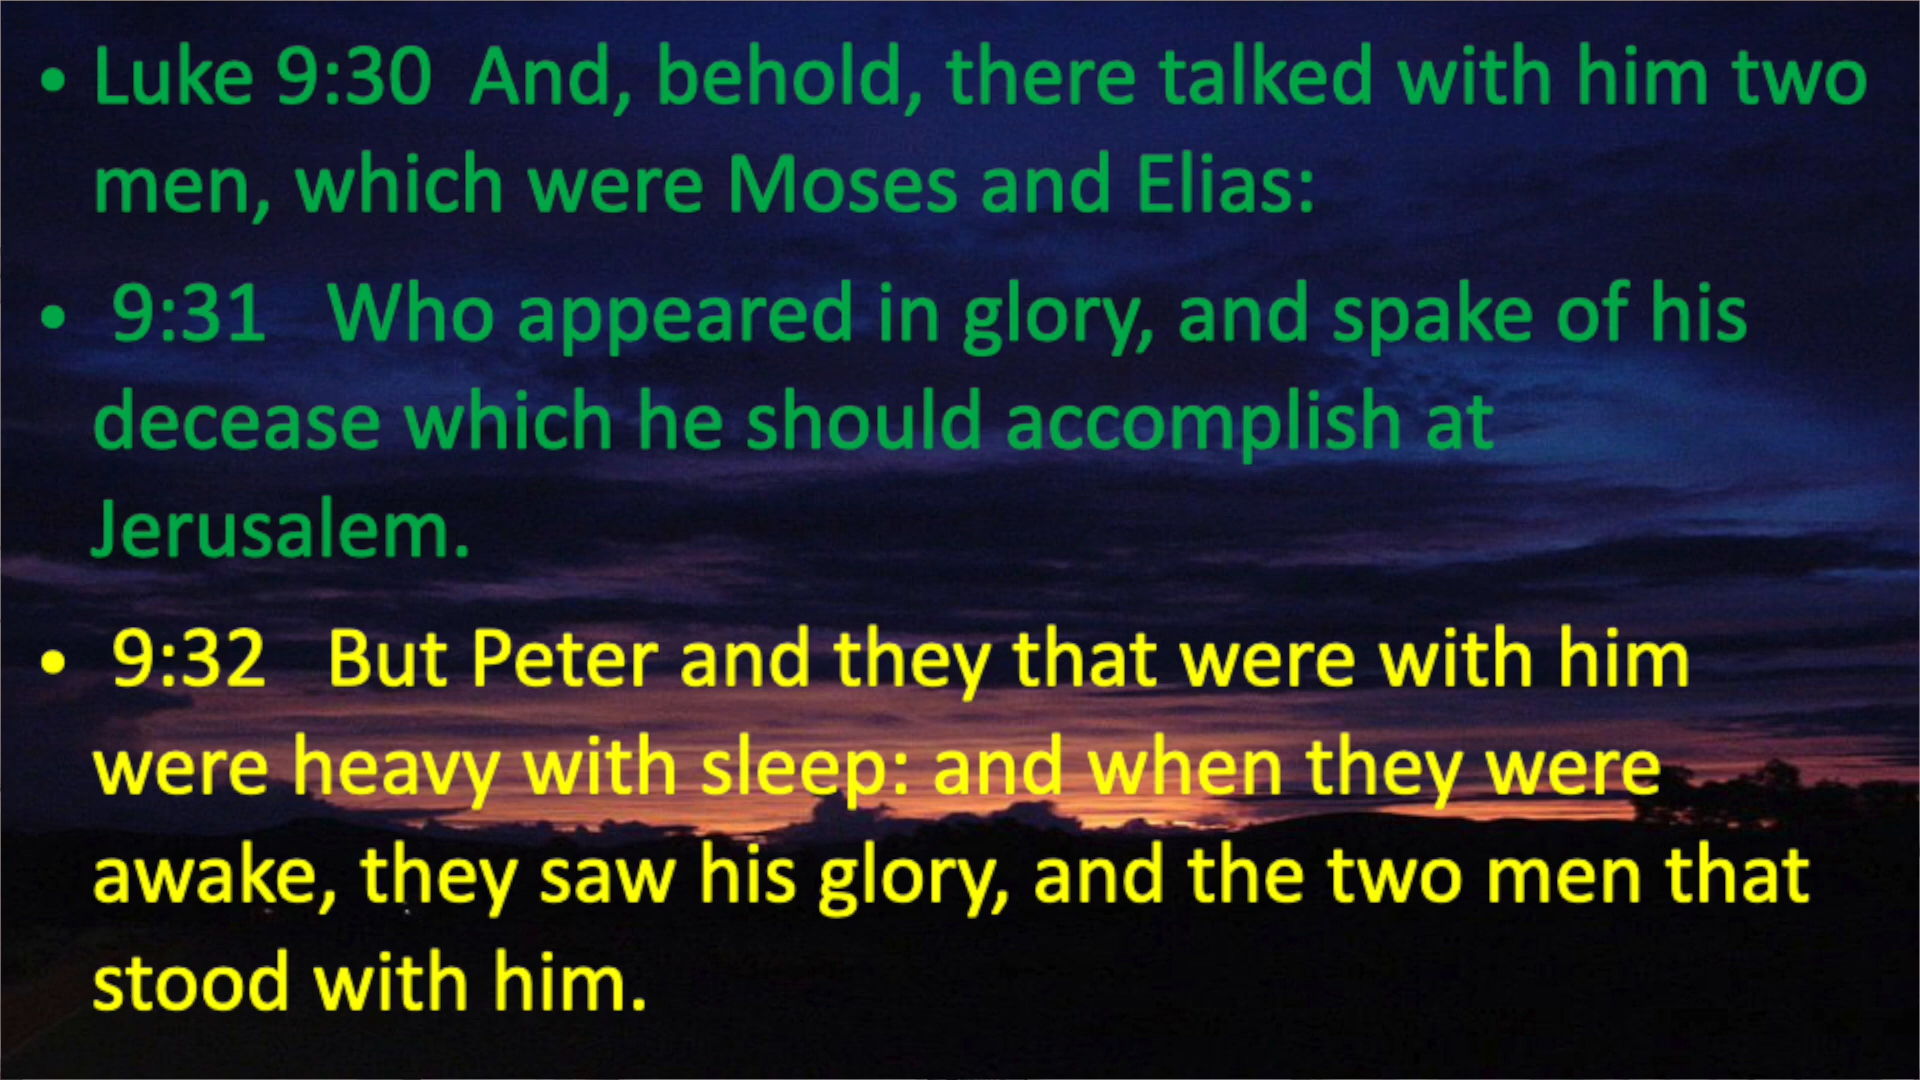 • Luke 9:30  And, behold, there talked with him two
men, which were Moses and Elias:
•  9:31   Who appeared in glory, and spake of his
decease which he should accomplish at
Jerusalem.
•  9:32   But Peter and they that were with him
were heavy with sleep: and when they were
awake, they saw his glory, and the two men that
stood with him.